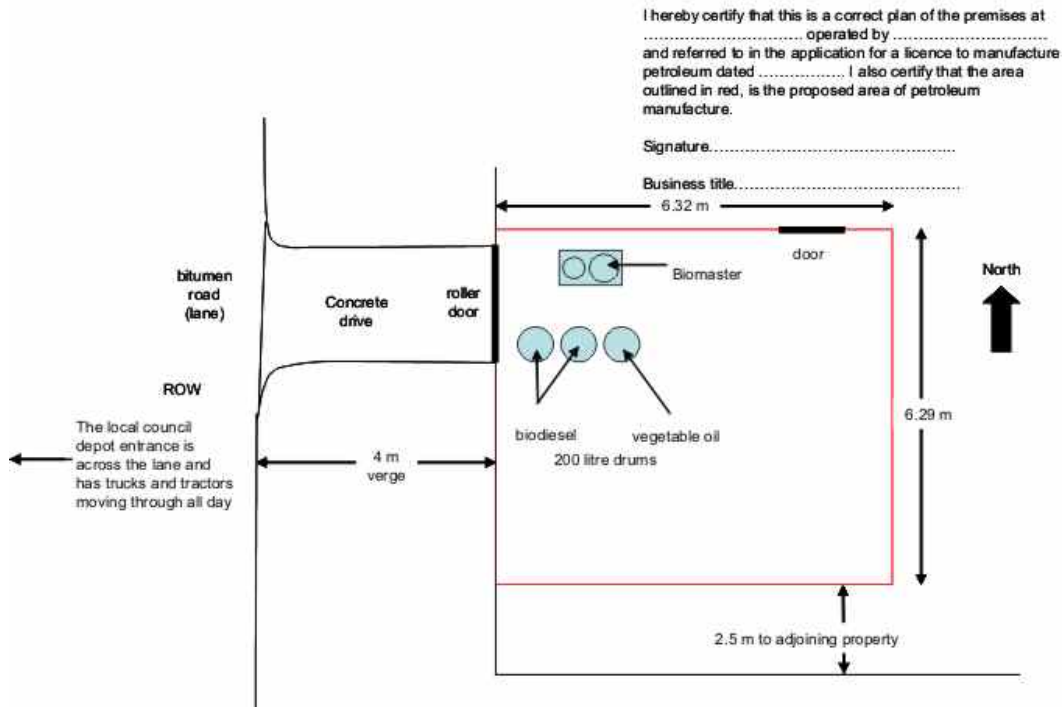 I hereby certify that this is a correct plan of the premises at
................................ operated by ....................................
and referred to in the application for a licence to manufacture
petroleum dated .................... I also certify that the area
outlined in red, is the proposed area of petroleum
manufacture.
Signature.........................................................
Business title.....................................................
6.32 m
door
Biomaster
North
bitumen
road
(lane)
Concrete
drive
roller
door
ROW
The local council
depot entrance is
across the lane and
has trucks and tractors
moving through all day
4 m
verge
biodiesel
vegetable oil
200 litre drums
6.29 m
2.5 m to adjoining property